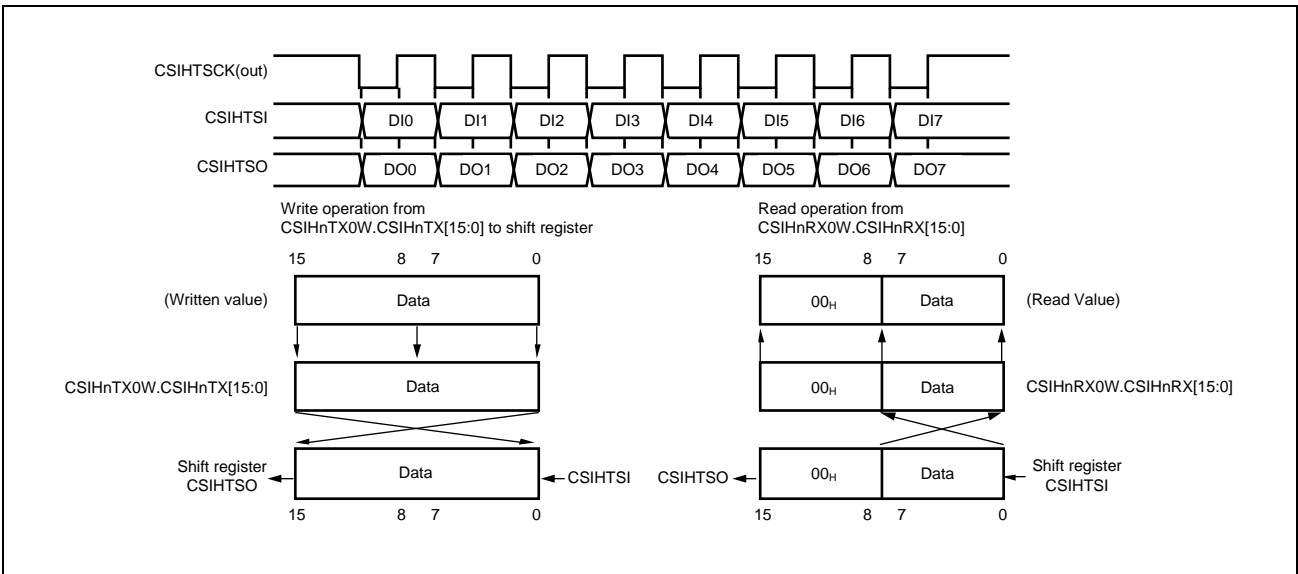 CSIHTSCK(out)
CSIHTSI DI0 DI1 DI2 DI3 DI4 DI5 DI6 DI7
CSIHTSO DO0 DO1 DO2 DO3 DO4 DO5 DO6 DO7
Write operation from
CSIHnTX0W.CSIHnTX[15:0] to shift register
15 8 7 0
(Written value) Data
CSIHnTX0W.CSIHnTX[15:0] Data
Shift register
CSIHTSO
Data
CSIHTSI
15 8 7 0
Read operation from
CSIHnRX0W.CSIHnRX[15:0]
15 8 7 0
00H Data (Read Value)
00H Data CSIHnRX0W.CSIHnRX[15:0]
CSIHTSO
00H Data
Shift register
CSIHTSI
15 8 7 0